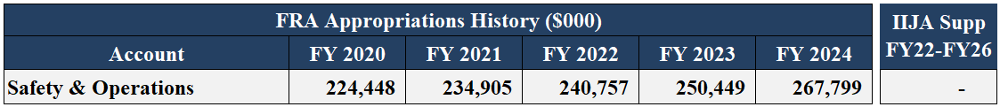 FRA Appropriations History ($000)
IIJA Supp
FY22-FY26
Account FY 2020 FY 2021 FY 2022 FY 2023 FY 2024
Safety & Operations 224,448 234,905 240,757 250,449 267,799 -